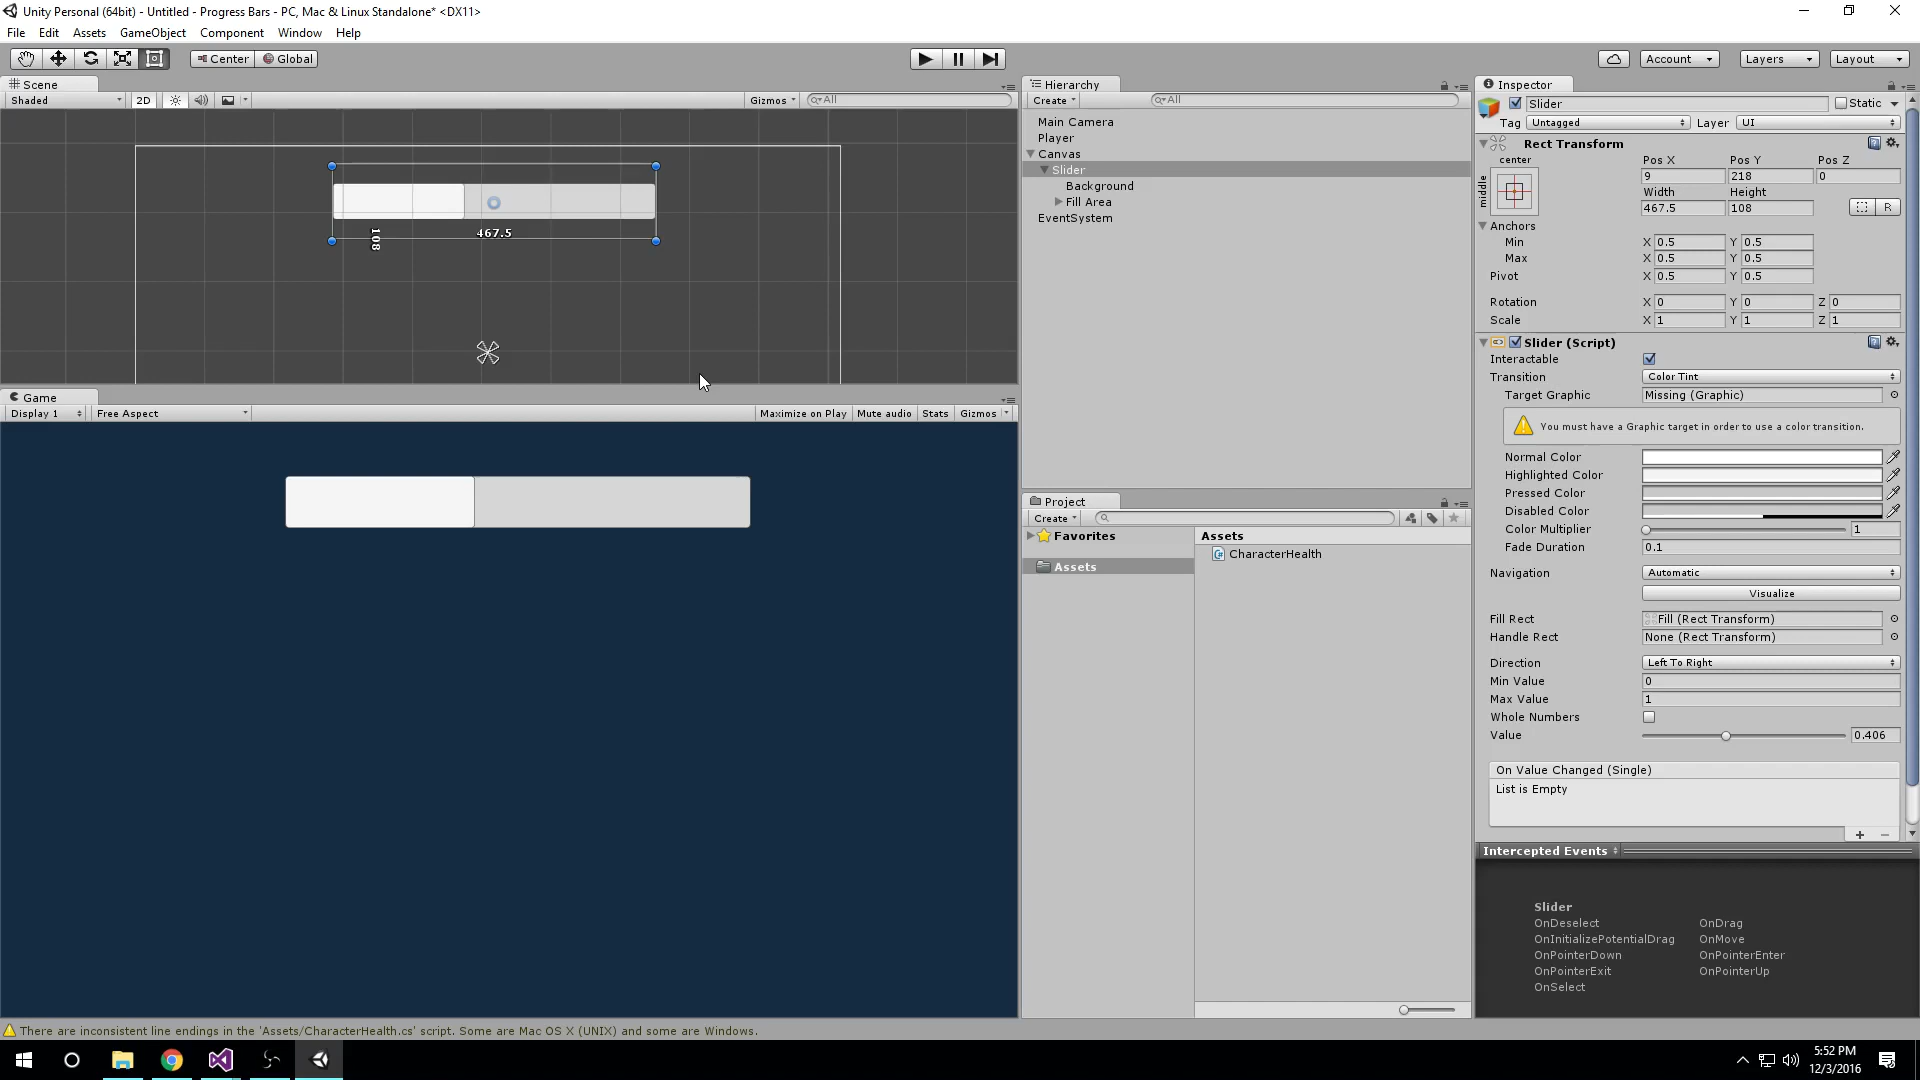 Unity Personal (64bit) - Untitled - Progress Bars - PC, Mac & Linux Standalone* <DX11>
File Edit Assets GameObject Component Window Help
Center Global Account Layers Layout
Scene
Shaded 2D Gizmos All
467.5
108
Game
Display 1 Free Aspect Maximize on Play Mute audio Stats Gizmos
Hierarchy
Create All
Main Camera
Player
Canvas
Slider
Background
Fill Area
EventSystem
Project
Create
Favorites
Assets
Assets
CharacterHealth
Inspector
Slider Static
Tag Untagged Layer UI
Rect Transform
center
middle
Pos X Pos Y Pos Z
9 218 0
Width Height
467.5 108 R
Anchors
Min X 0.5 Y 0.5
Max X 0.5 Y 0.5
Pivot X 0.5 Y 0.5
Rotation X 0 Y 0 Z 0
Scale X 1 Y 1 Z 1
Slider (Script)
Interactable
Transition Color Tint
Target Graphic Missing (Graphic)
You must have a Graphic target in order to use a color transition.
Normal Color
Highlighted Color
Pressed Color
Disabled Color
Color Multiplier 1
Fade Duration 0.1
Navigation Automatic
Visualize
Fill Rect Fill (Rect Transform)
Handle Rect None (Rect Transform)
Direction Left To Right
Min Value 0
Max Value 1
Whole Numbers
Value 0.406
On Value Changed (Single)
List is Empty
Intercepted Events
Slider
OnDeselect OnDrag
OnInitializePotentialDrag OnMove
OnPointerDown OnPointerEnter
OnPointerExit OnPointerUp
OnSelect
There are inconsistent line endings in the 'Assets/CharacterHealth.cs' script. Some are Mac OS X (UNIX) and some are Windows.
5:52 PM
12/3/2016